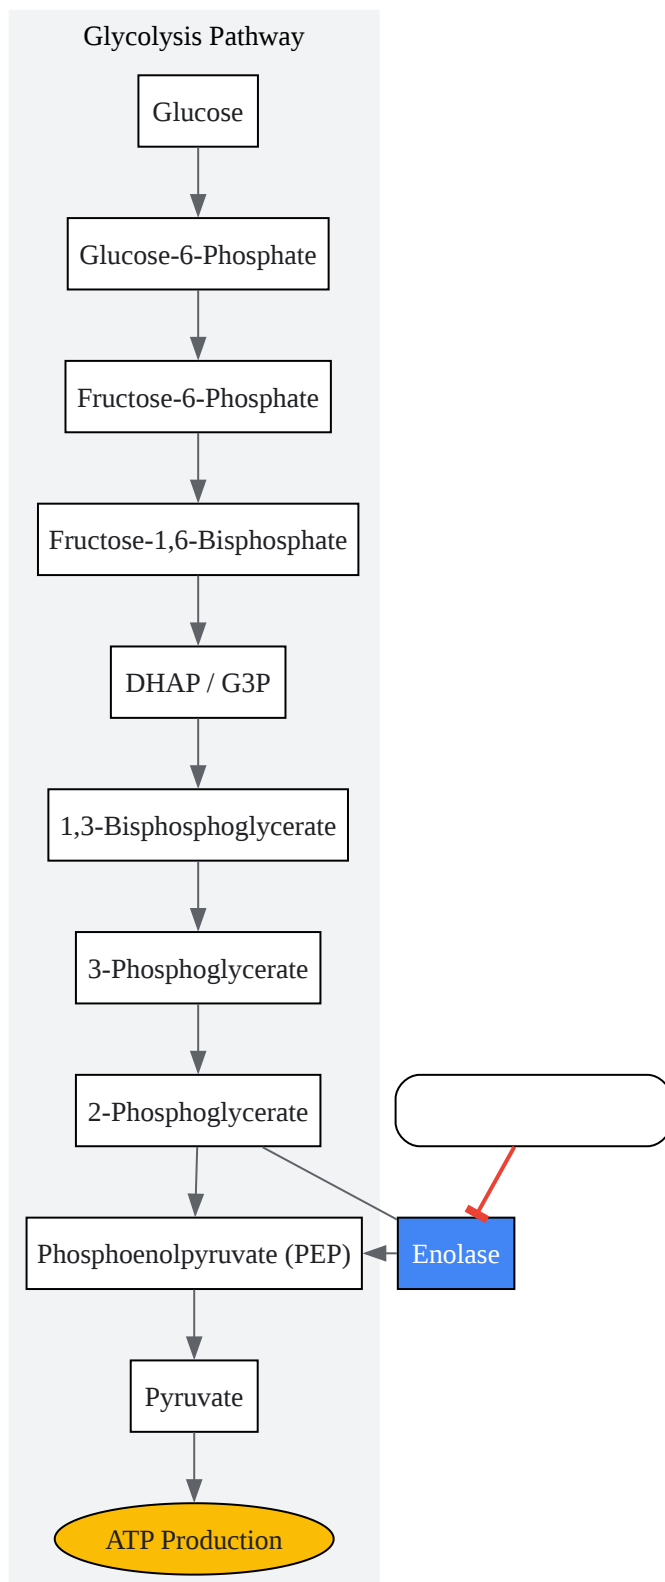 Glycolysis Pathway
Glucose
Glucose-6-Phosphate
Fructose-6-Phosphate
Fructose-1,6-Bisphosphate
DHAP / G3P
1,3-Bisphosphoglycerate
3-Phosphoglycerate
2-Phosphoglycerate
Phosphoenolpyruvate (PEP)
Enolase
Pyruvate
ATP Production